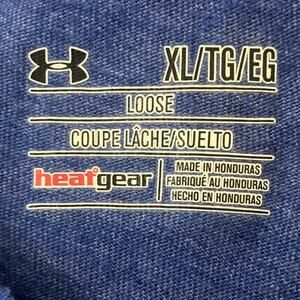 XL/TG/EG
LOOSE
COUPE LÂCHE/SUELTO
heatgear
MADE IN HONDURAS
FABRIQUÉ AU HONDURAS
HECHO EN HONDURAS